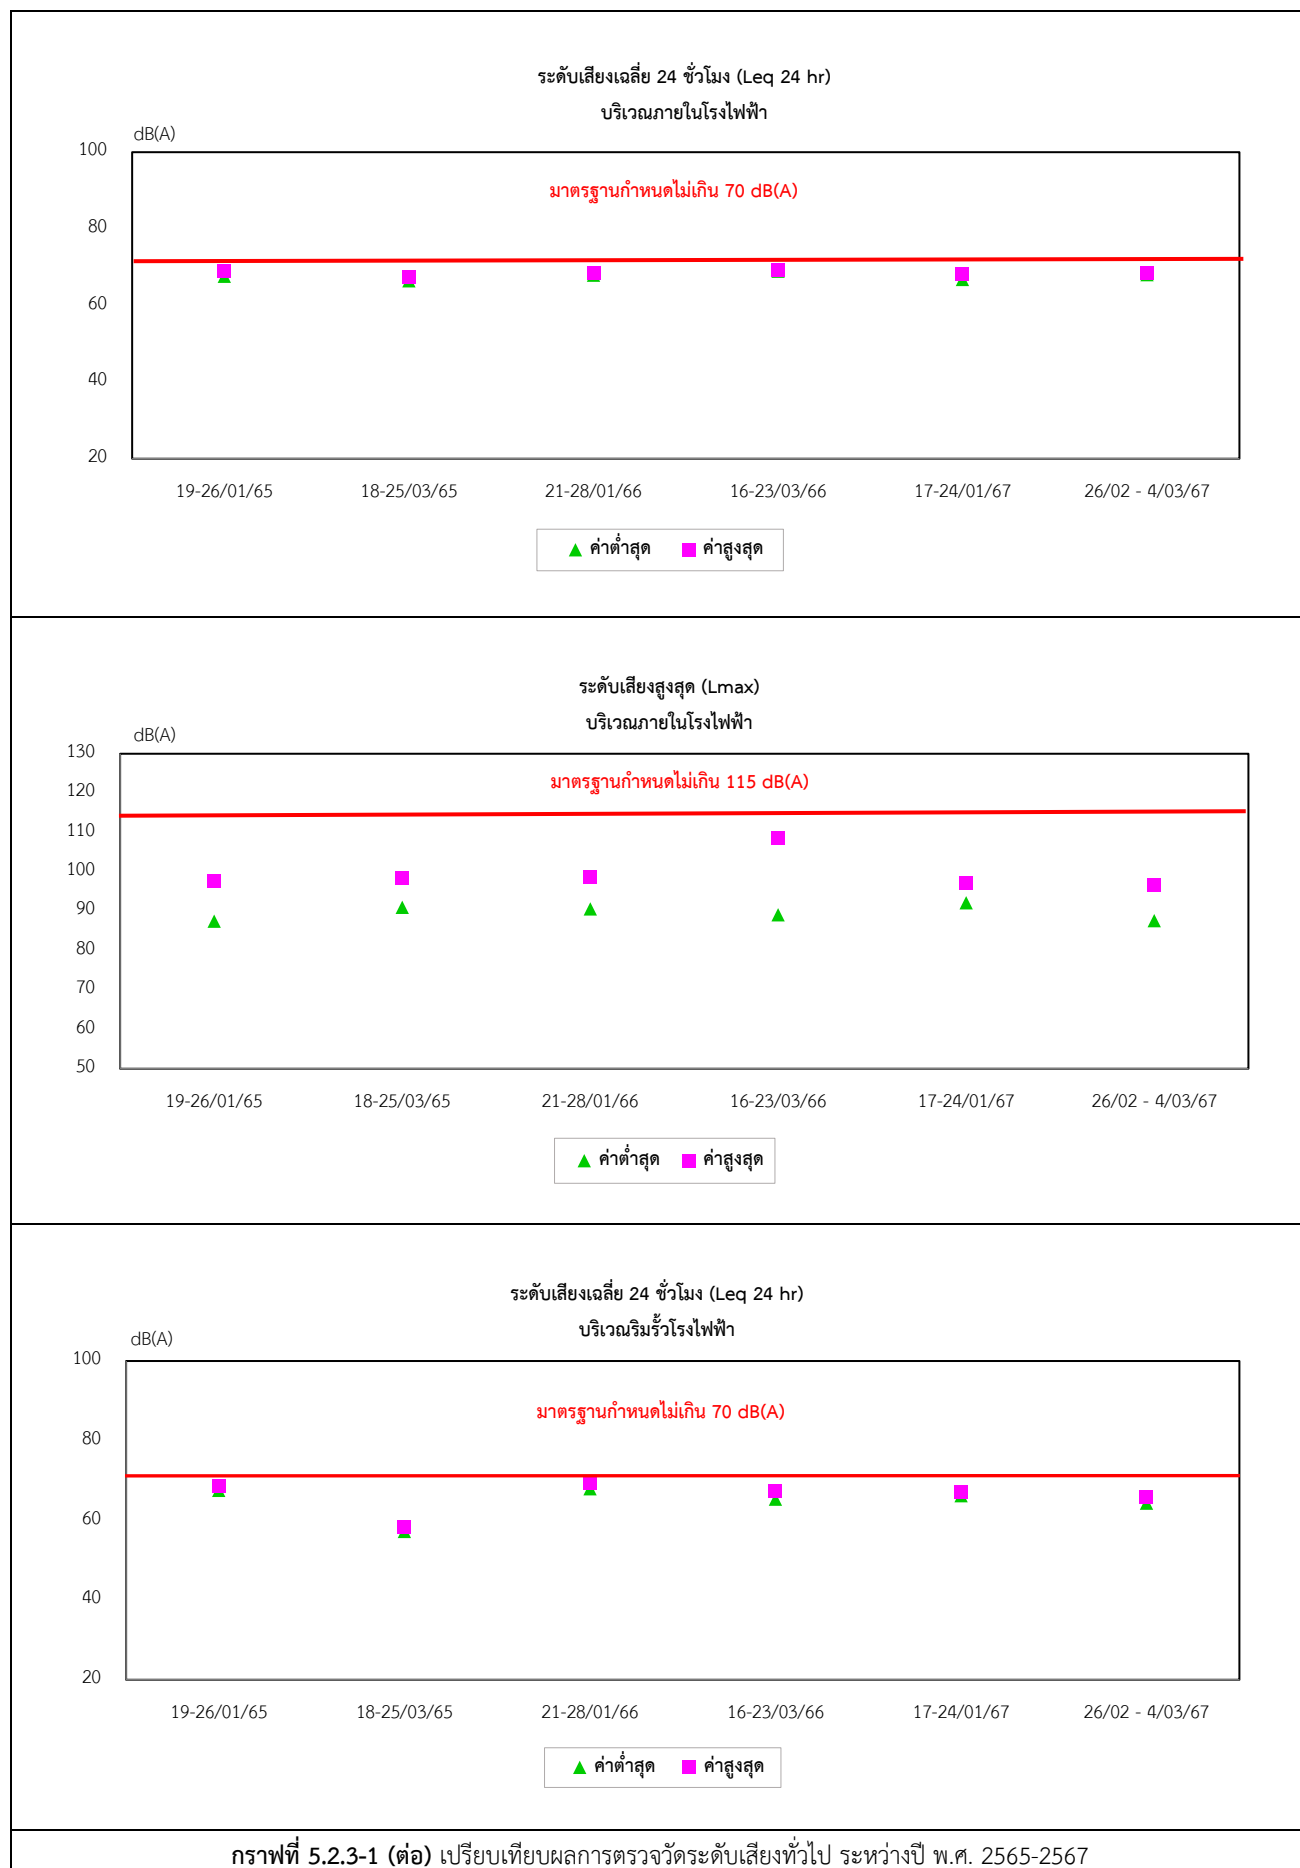 ระดับเสียงเฉลี่ย 24 ชั่วโมง (Leq 24 hr)
บริเวณภายในโรงไฟฟ้า
dB(A)
100
มาตรฐานกำหนดไม่เกิน 70 dB(A)
80
60
40
20
19-26/01/65 18-25/03/65 21-28/01/66 16-23/03/66 17-24/01/67 26/02 - 4/03/67
ค่าต่ำสุด ค่าสูงสุด
ระดับเสียงสูงสุด (Lmax)
บริเวณภายในโรงไฟฟ้า
dB(A)
130
มาตรฐานกำหนดไม่เกิน 115 dB(A)
120
110
100
90
80
70
60
50
19-26/01/65 18-25/03/65 21-28/01/66 16-23/03/66 17-24/01/67 26/02 - 4/03/67
ค่าต่ำสุด ค่าสูงสุด
ระดับเสียงเฉลี่ย 24 ชั่วโมง (Leq 24 hr)
บริเวณริมรั้วโรงไฟฟ้า
dB(A)
100
มาตรฐานกำหนดไม่เกิน 70 dB(A)
80
60
40
20
19-26/01/65 18-25/03/65 21-28/01/66 16-23/03/66 17-24/01/67 26/02 - 4/03/67
ค่าต่ำสุด ค่าสูงสุด
กราฟที่ 5.2.3-1 (ต่อ) เปรียบเทียบผลการตรวจวัดระดับเสียงทั่วไป ระหว่างปี พ.ศ. 2565-2567